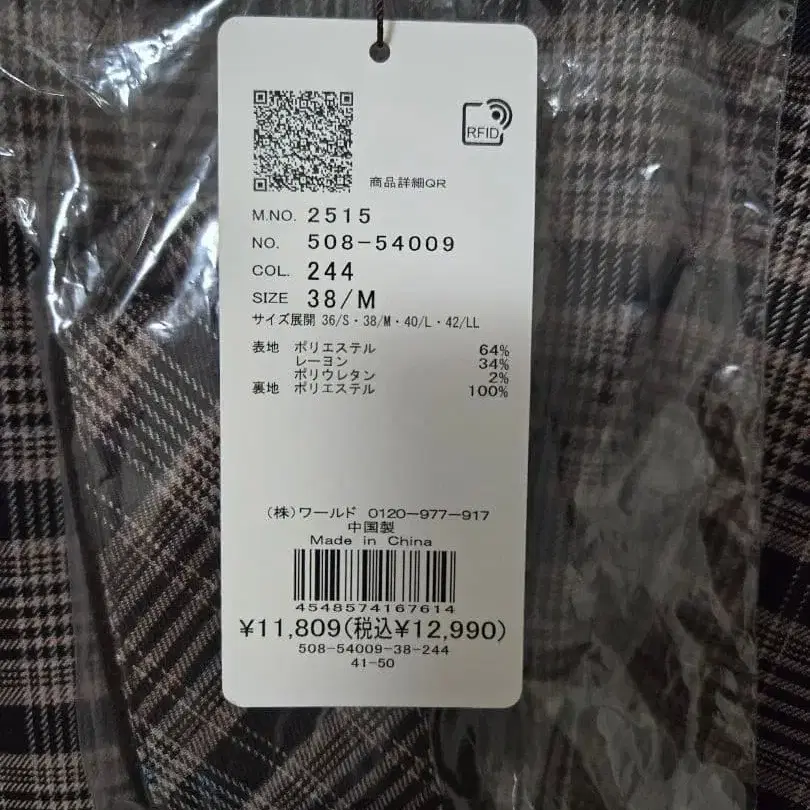 RFID
商品詳細QR
M.NO. 2515
NO. 508-54009
COL. 244
SIZE 38/M
サイズ展開 36/S・38/M・40/L・42/LL
表地 ポリエステル 64%
レーヨン 34%
ポリウレタン 2%
裏地 ポリエステル 100%
(株)ワールド 0120-977-917
中国製
Made in China
4548574167614
¥11,809(税込¥12,990)
508-54009-38-244
41-50